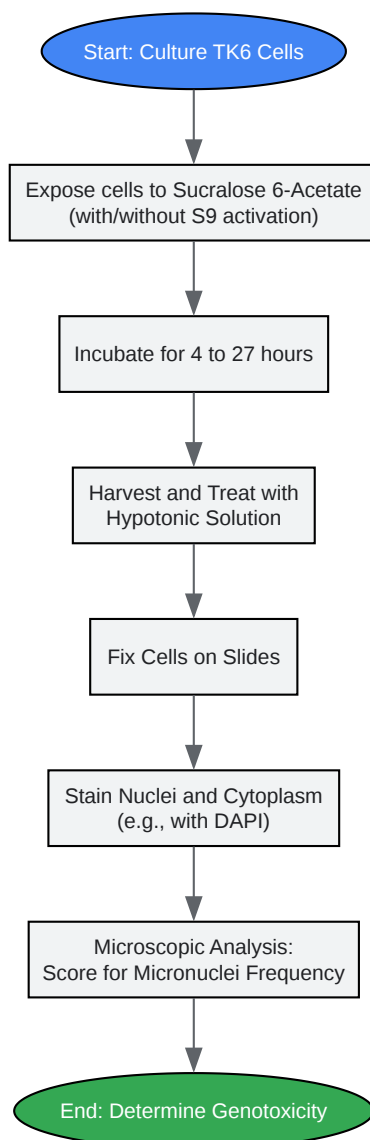 Start: Culture TK6 Cells
Expose cells to Sucralose 6-Acetate
(with/without S9 activation)
Incubate for 4 to 27 hours
Harvest and Treat with
Hypotonic Solution
Fix Cells on Slides
Stain Nuclei and Cytoplasm
(e.g., with DAPI)
Microscopic Analysis:
Score for Micronuclei Frequency
End: Determine Genotoxicity